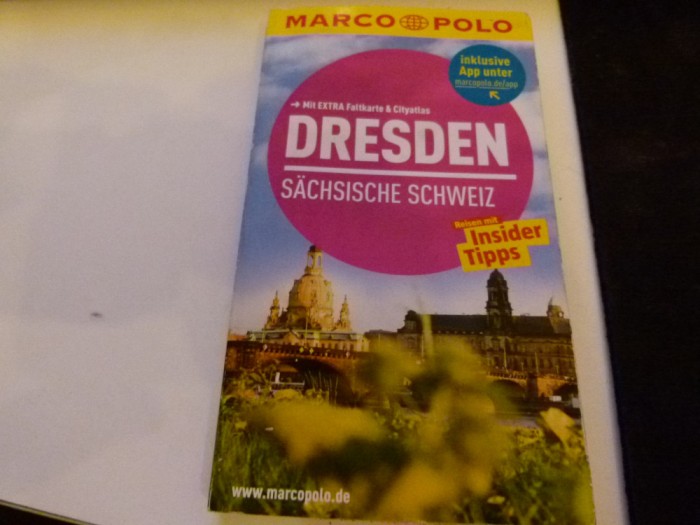 MARCO POLO
inklusive
App unter
marcopolo.de/app
→ Mit EXTRA Faltkarte & Cityatlas
DRESDEN
SÄCHSISCHE SCHWEIZ
Reisen mit
Insider
Tipps
www.marcopolo.de